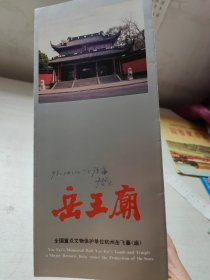 岳王廟
全国重点文物保护单位杭州岳飞墓(庙)
Yue Fei's Memorial Hall Yue Fei's Tomb and Temple
a Major Historic Relic under the Protection of the State